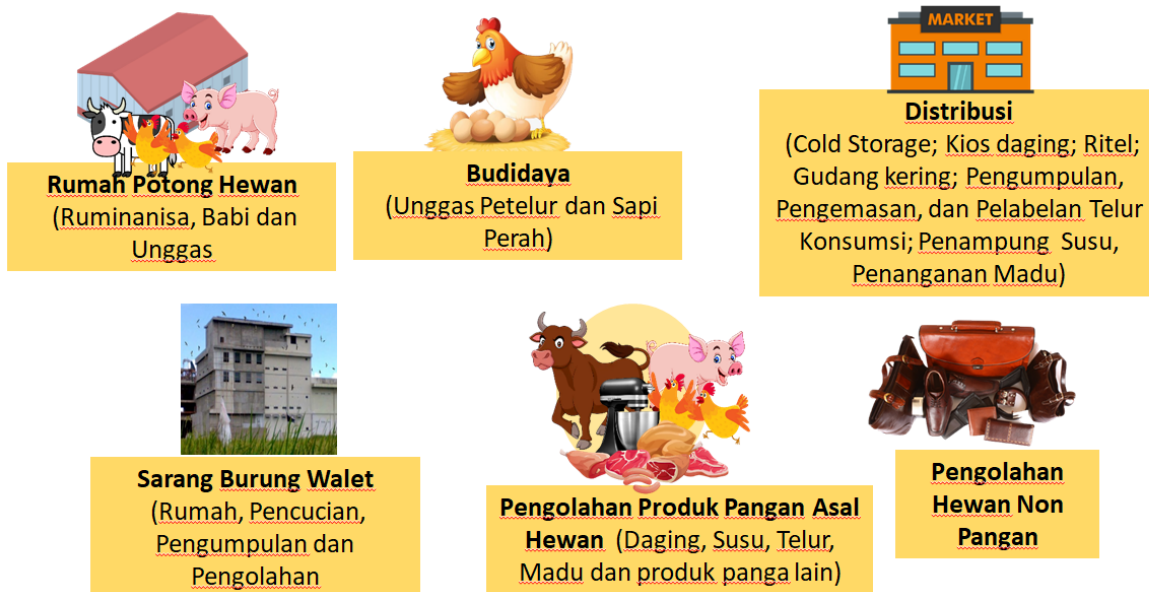 MARKET
Rumah Potong Hewan
(Ruminanisa, Babi dan
Unggas
Budidaya
(Unggas Petelur dan Sapi
Perah)
Distribusi
(Cold Storage; Kios daging; Ritel;
Gudang kering; Pengumpulan,
Pengemasan, dan Pelabelan Telur
Konsumsi; Penampung Susu,
Penanganan Madu)
Sarang Burung Walet
(Rumah, Pencucian,
Pengumpulan dan
Pengolahan
Pengolahan Produk Pangan Asal
Hewan (Daging, Susu, Telur,
Madu dan produk panga lain)
Pengolahan
Hewan Non
Pangan